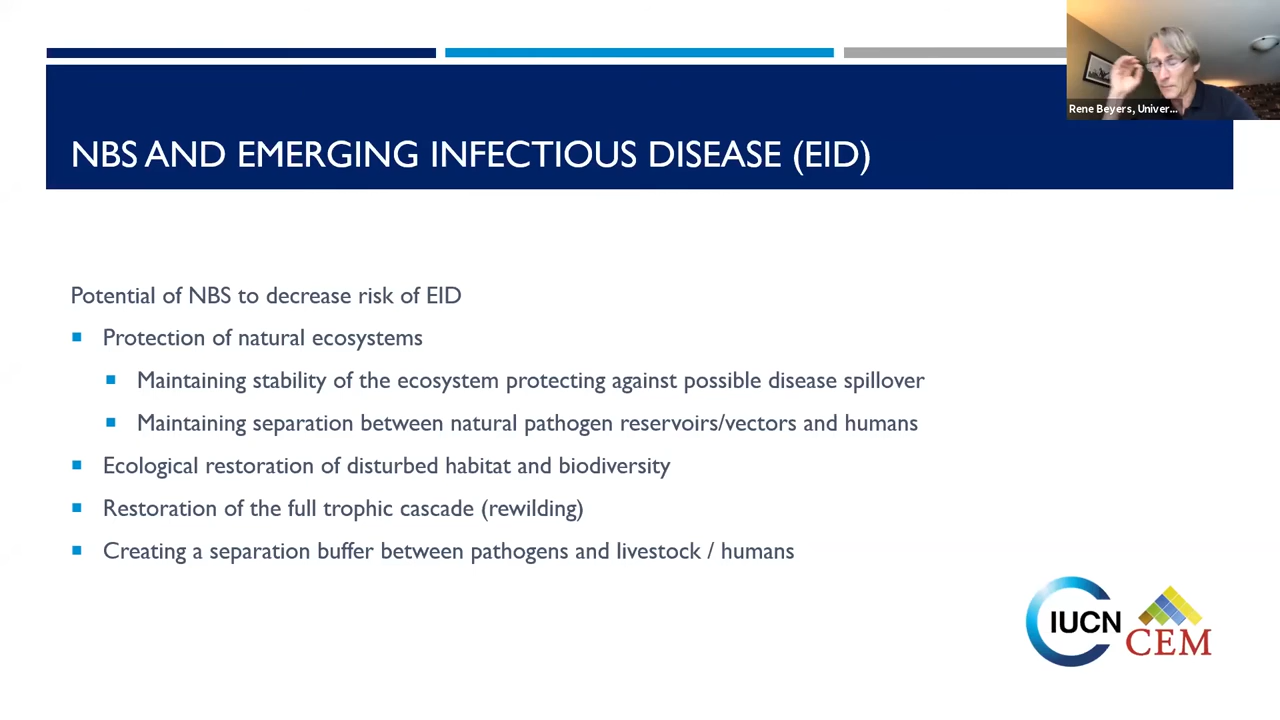 Rene Beyers, Univer...
NBS AND EMERGING INFECTIOUS DISEASE (EID)
Potential of NBS to decrease risk of EID
Protection of natural ecosystems
Maintaining stability of the ecosystem protecting against possible disease spillover
Maintaining separation between natural pathogen reservoirs/vectors and humans
Ecological restoration of disturbed habitat and biodiversity
Restoration of the full trophic cascade (rewilding)
Creating a separation buffer between pathogens and livestock / humans
IUCN
CEM